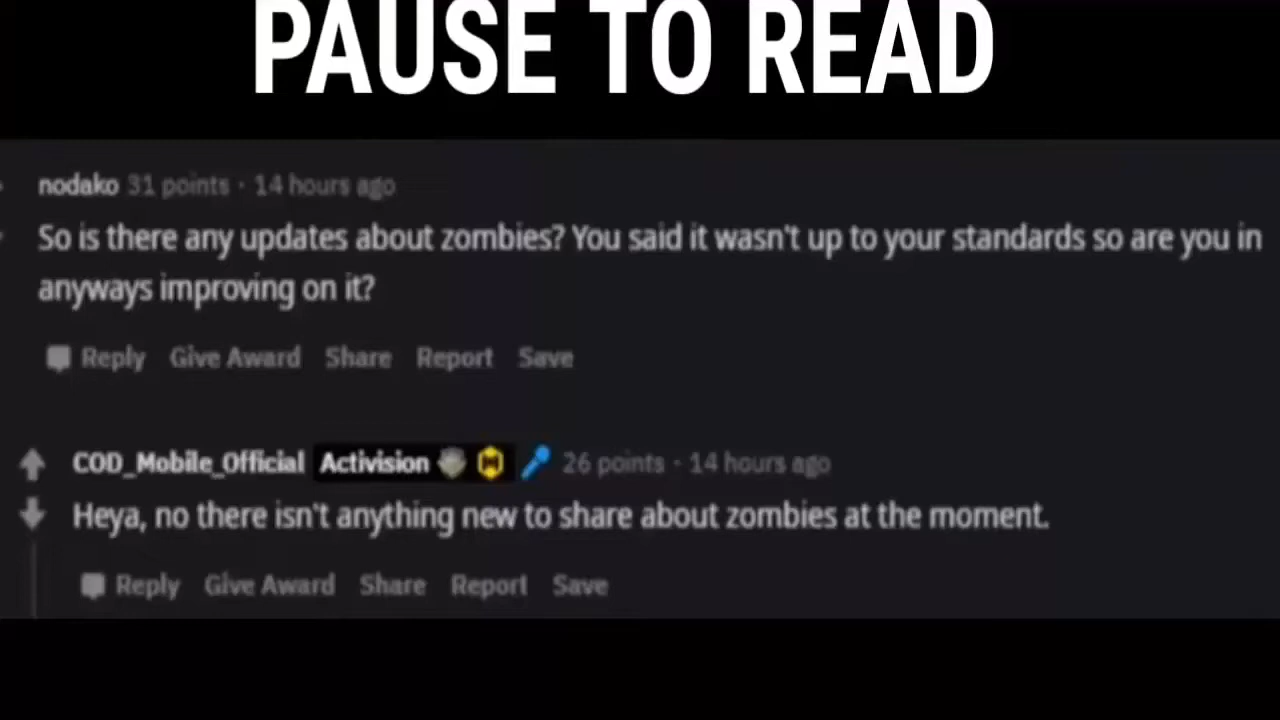 PAUSE TO READ
nodako 31 points · 14 hours ago
So is there any updates about zombies? You said it wasn't up to your standards so are you in
anyways improving on it?
Reply Give Award Share Report Save
COD_Mobile_Official Activision 26 points · 14 hours ago
Heya, no there isn't anything new to share about zombies at the moment.
Reply Give Award Share Report Save